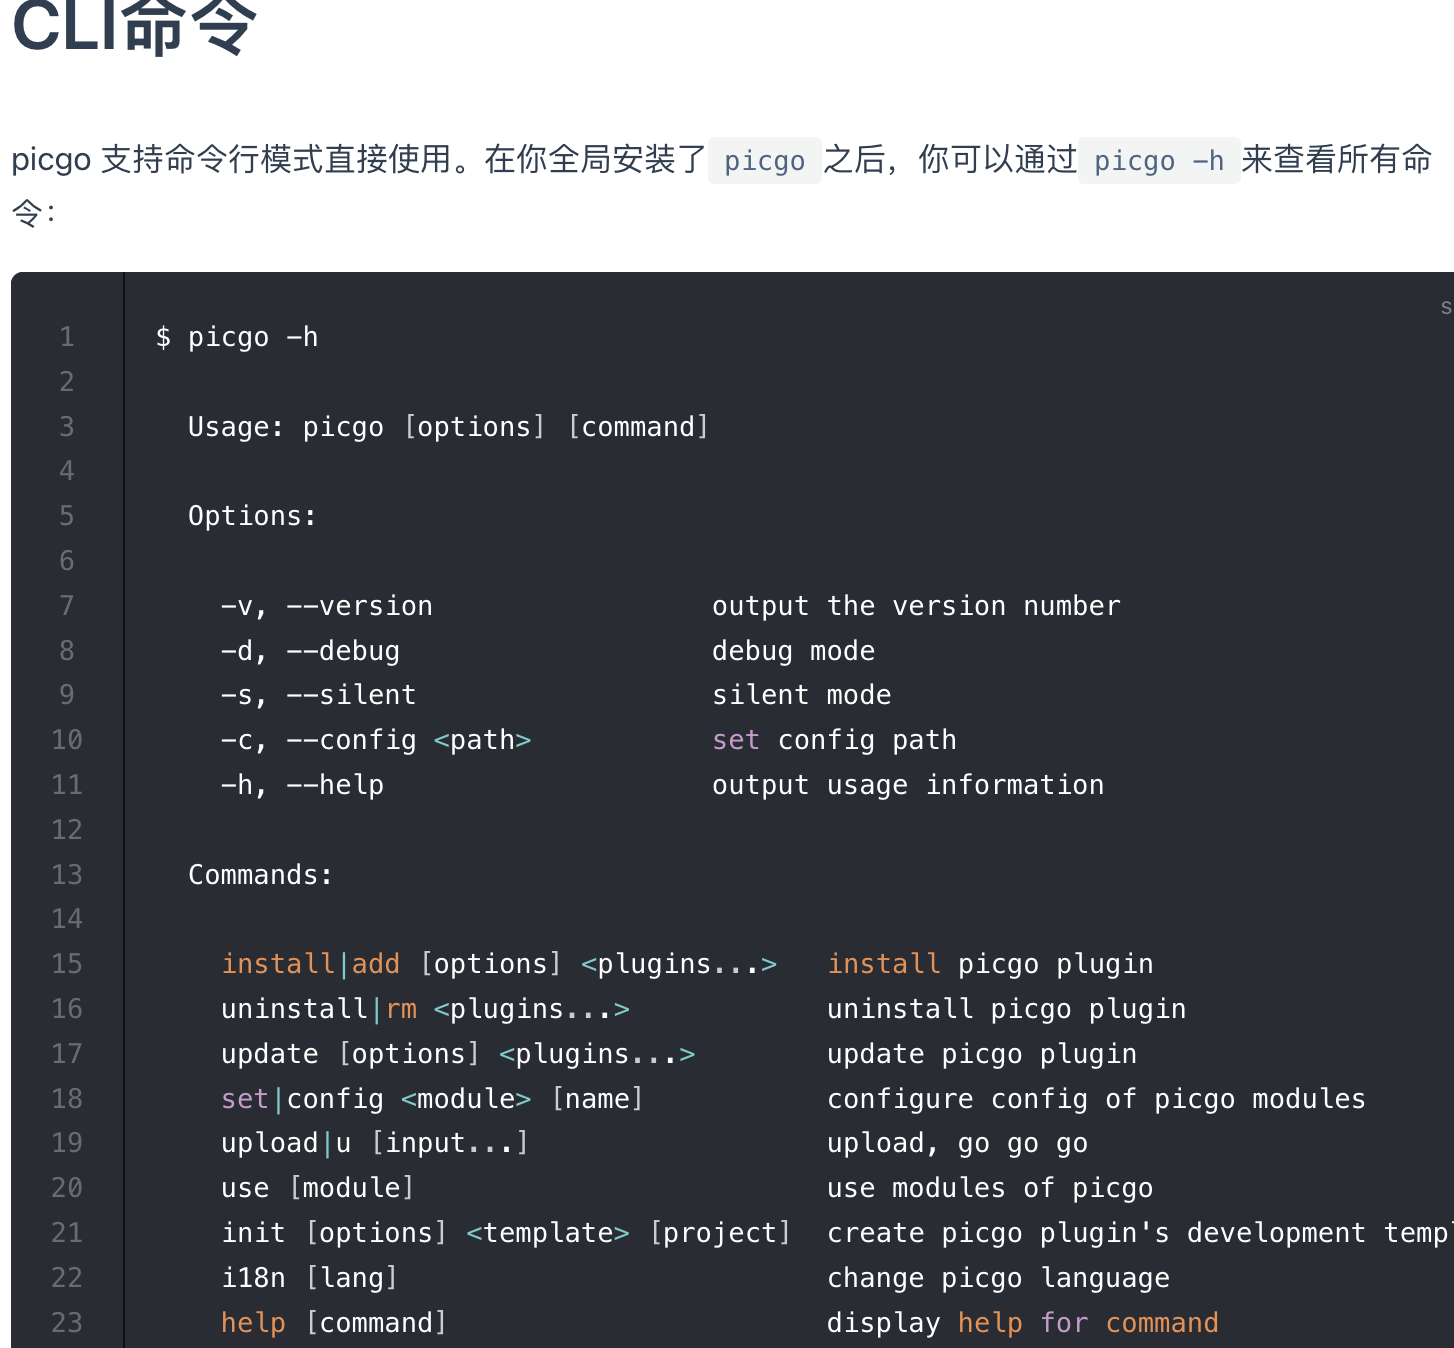 CLI命令
picgo 支持命令行模式直接使用。在你全局安装了 picgo 之后，你可以通过 picgo -h 来查看所有命
令：
s
1 $ picgo -h
2
3 Usage: picgo [options] [command]
4
5 Options:
6
7 -v, --version output the version number
8 -d, --debug debug mode
9 -s, --silent silent mode
10 -c, --config <path> set config path
11 -h, --help output usage information
12
13 Commands:
14
15 install|add [options] <plugins...> install picgo plugin
16 uninstall|rm <plugins...> uninstall picgo plugin
17 update [options] <plugins...> update picgo plugin
18 set|config <module> [name] configure config of picgo modules
19 upload|u [input...] upload, go go go
20 use [module] use modules of picgo
21 init [options] <template> [project] create picgo plugin's development templ
22 i18n [lang] change picgo language
23 help [command] display help for command